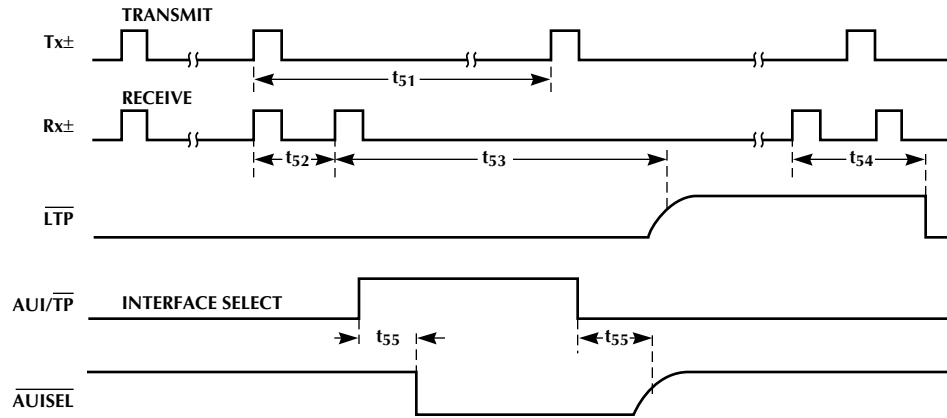 TRANSMIT
Tx±
t51
RECEIVE
Rx±
t52
t53
t54
LTP
AUI/TP
INTERFACE SELECT
t55
t55
AUISEL